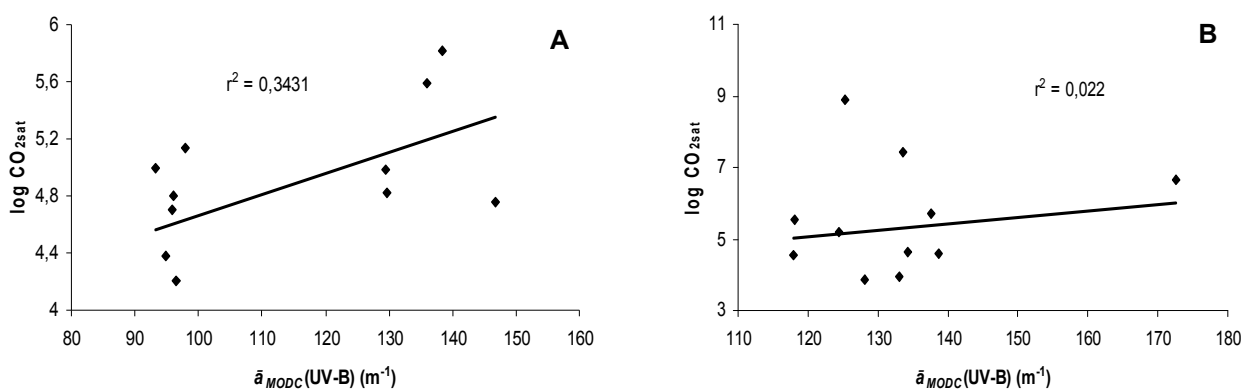 A
r² = 0,3431
log CO₂sat
6
5,6
5,2
4,8
4,4
4
80 90 100 110 120 130 140 150 160
āMODC(UV-B) (m⁻¹)
B
r² = 0,022
log CO₂sat
11
9
7
5
3
110 120 130 140 150 160 170 180
āMODC(UV-B) (m⁻¹)